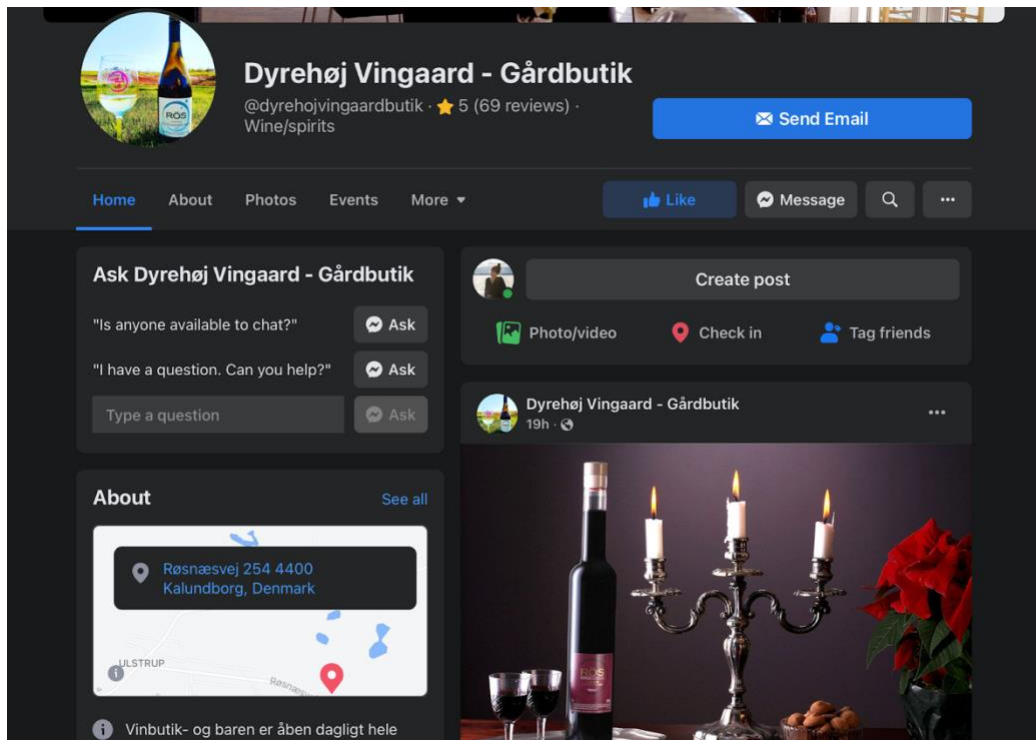 Dyrehøj Vingaard - Gårdbutik
@dyrehojvingaardbutik · 5 (69 reviews) ·
Wine/spirits
Send Email
Home About Photos Events More
Like Message
Ask Dyrehøj Vingaard - Gårdbutik
"Is anyone available to chat?" Ask
"I have a question. Can you help?" Ask
Type a question Ask
About See all
Røsnæsvej 254 4400
Kalundborg, Denmark
ULSTRUP
Vinbutik- og baren er åben dagligt hele
Create post
Photo/video Check in Tag friends
Dyrehøj Vingaard - Gårdbutik
19h ·
RÖS
RÖS